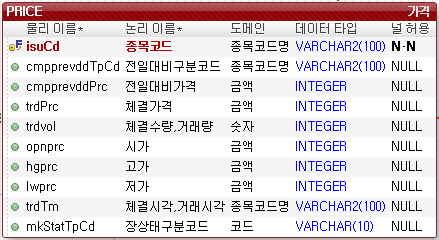 PRICE 가격
물리 이름* 논리 이름* 도메인 데이터 타입 널 허용
isuCd 종목코드 종목코드명 VARCHAR2(100) N-N
cmpprevddTpCd 전일대비구분코드 종목코드명 VARCHAR2(100) NULL
cmpprevddPrc 전일대비가격 금액 INTEGER NULL
trdPrc 체결가격 금액 INTEGER NULL
trdvol 체결수량,거래량 숫자 INTEGER NULL
opnprc 시가 금액 INTEGER NULL
hgprc 고가 금액 INTEGER NULL
lwprc 저가 금액 INTEGER NULL
trdTm 체결시각,거래시각 종목코드명 VARCHAR2(100) NULL
mkStatTpCd 장상태구분코드 코드 VARCHAR(10) NULL